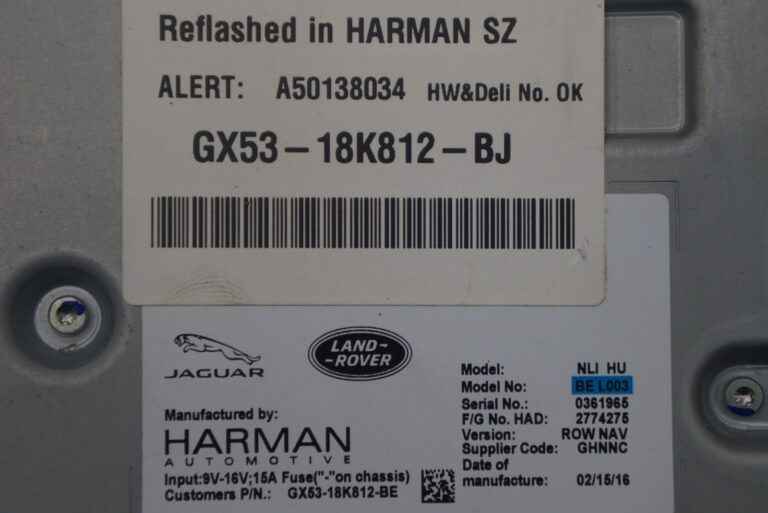 Reflashed in HARMAN SZ
ALERT: A50138034 HW&Deli No. OK
GX53-18K812-BJ
JAGUAR
LAND-
-ROVER
Manufactured by:
HARMAN
AUTOMOTIVE
Input:9V-16V;15A Fuse("-"on chassis)
Customers P/N.: GX53-18K812-BE
Model: NLI HU
Model No: BE L003
Serial No.: 0361965
F/G No. HAD: 2774275
Version: ROW NAV
Supplier Code: GHNNC
Date of
manufacture: 02/15/16